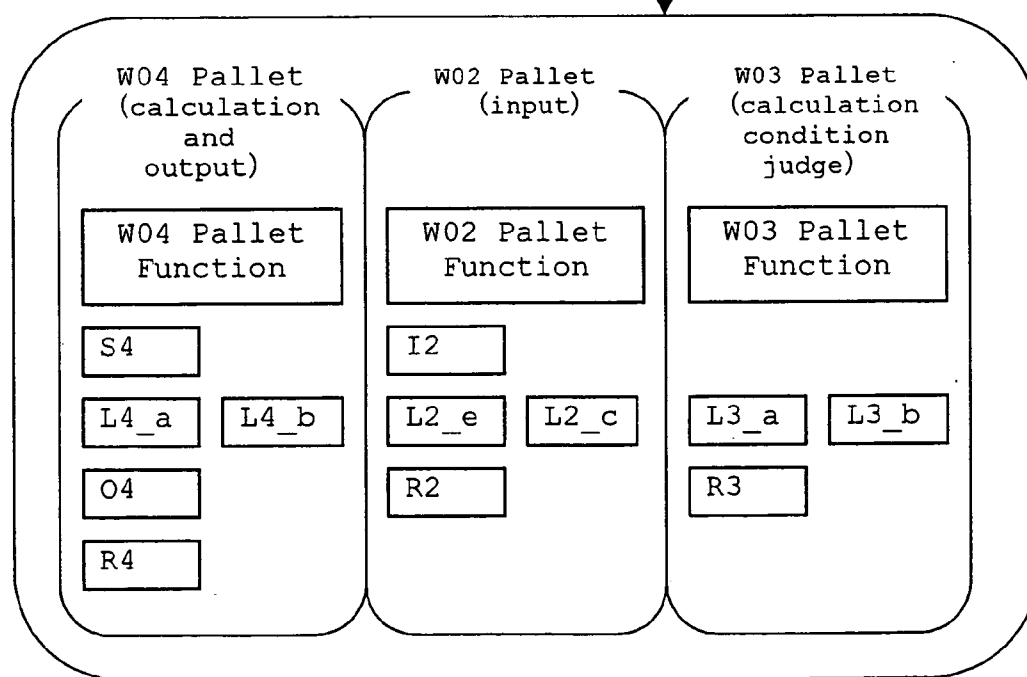 W04 Pallet
(calculation
and
output)
W04 Pallet
Function
S4
L4_a L4_b
O4
R4
W02 Pallet
(input)
W02 Pallet
Function
I2
L2_e L2_c
R2
W03 Pallet
(calculation
condition
judge)
W03 Pallet
Function
L3_a L3_b
R3